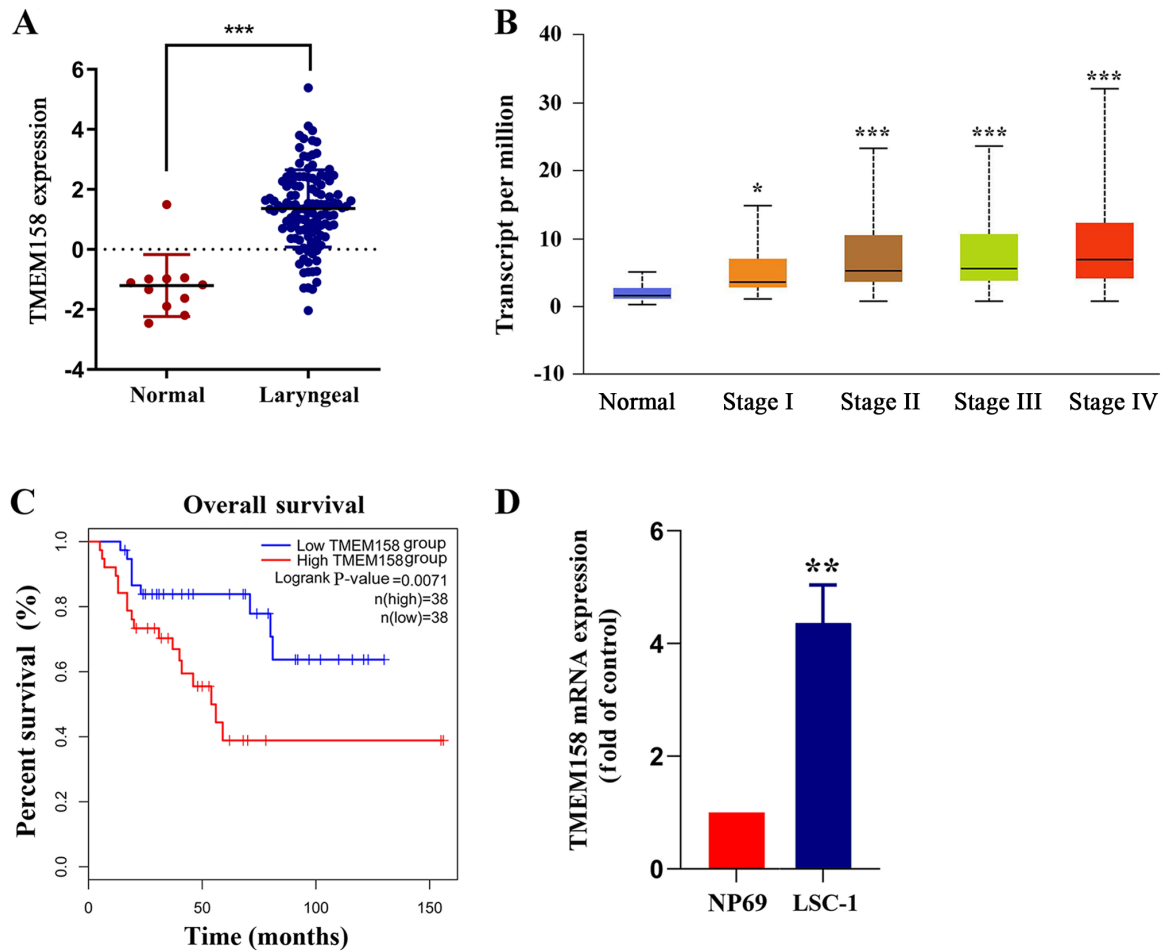 A
***
TMEM158 expression
6
4
2
0
-2
-4
Normal
Laryngeal
B
Transcript per million
40
30
20
10
0
-10
*
***
***
***
Normal
Stage I
Stage II
Stage III
Stage IV
C
Overall survival
Percent survival (%)
1.0
0.8
0.6
0.4
0.2
0.0
Low TMEM158 group
High TMEM158 group
Logrank P-value =0.0071
n(high)=38
n(low)=38
0
50
100
150
Time (months)
D
TMEM158 mRNA expression
(fold of control)
6
4
2
0
**
NP69
LSC-1